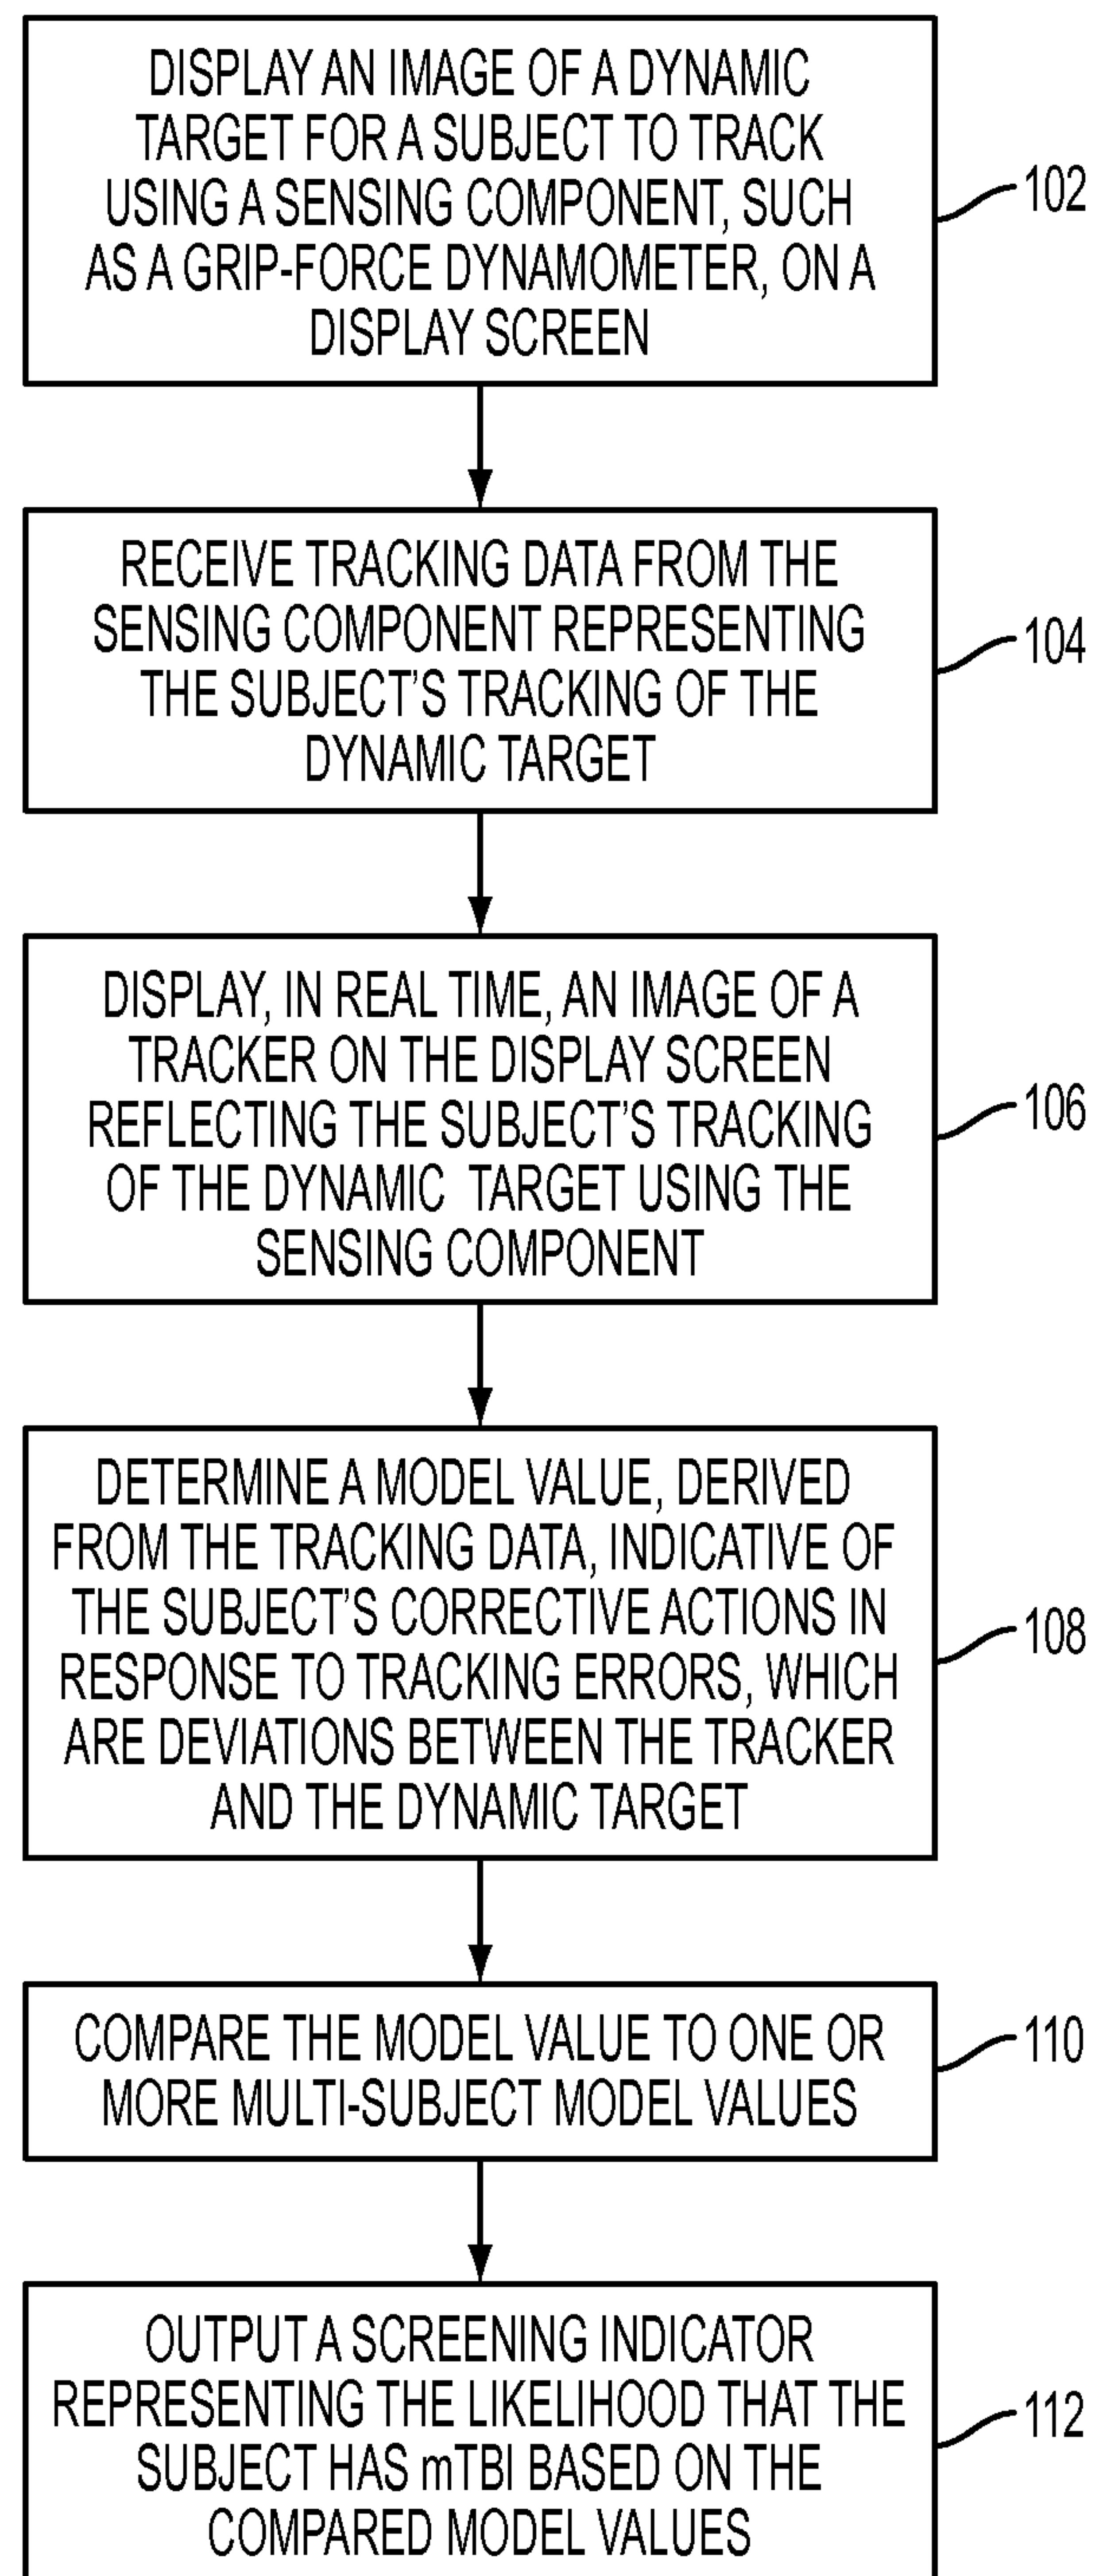 DISPLAY AN IMAGE OF A DYNAMIC
TARGET FOR A SUBJECT TO TRACK
USING A SENSING COMPONENT, SUCH
AS A GRIP-FORCE DYNAMOMETER, ON A
DISPLAY SCREEN
102
RECEIVE TRACKING DATA FROM THE
SENSING COMPONENT REPRESENTING
THE SUBJECT'S TRACKING OF THE
DYNAMIC TARGET
104
DISPLAY, IN REAL TIME, AN IMAGE OF A
TRACKER ON THE DISPLAY SCREEN
REFLECTING THE SUBJECT'S TRACKING
OF THE DYNAMIC TARGET USING THE
SENSING COMPONENT
106
DETERMINE A MODEL VALUE, DERIVED
FROM THE TRACKING DATA, INDICATIVE OF
THE SUBJECT'S CORRECTIVE ACTIONS IN
RESPONSE TO TRACKING ERRORS, WHICH
ARE DEVIATIONS BETWEEN THE TRACKER
AND THE DYNAMIC TARGET
108
COMPARE THE MODEL VALUE TO ONE OR
MORE MULTI-SUBJECT MODEL VALUES
110
OUTPUT A SCREENING INDICATOR
REPRESENTING THE LIKELIHOOD THAT THE
SUBJECT HAS mTBI BASED ON THE
COMPARED MODEL VALUES
112